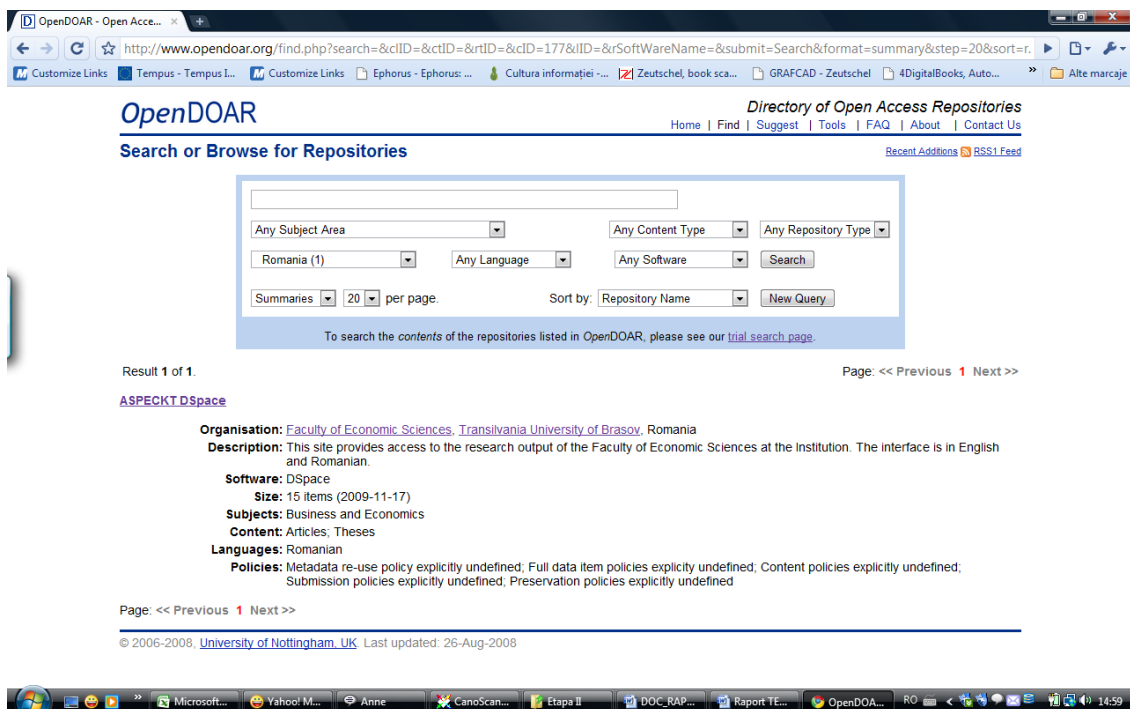 OpenDOAR - Open Acce...
http://www.opendoar.org/find.php?search=&clID=&ctID=&rtID=&cID=177&lID=&rSoftWareName=&submit=Search&format=summary&step=20&sort=r.
Customize Links Tempus - Tempus I... Customize Links Ephorus - Ephorus: ... Cultura informației -... Zeutschel, book sca... GRAFCAD - Zeutschel 4DigitalBooks, Auto... » Alte marcaje
OpenDOAR Directory of Open Access Repositories
Home | Find | Suggest | Tools | FAQ | About | Contact Us
Search or Browse for Repositories Recent Additions RSS1 Feed
Any Subject Area Any Content Type Any Repository Type
Romania (1) Any Language Any Software Search
Summaries 20 per page. Sort by: Repository Name New Query
To search the contents of the repositories listed in OpenDOAR, please see our trial search page.
Result 1 of 1. Page: << Previous 1 Next >>
ASPECKT DSpace
Organisation: Faculty of Economic Sciences, Transilvania University of Brasov, Romania
Description: This site provides access to the research output of the Faculty of Economic Sciences at the Institution. The interface is in English
and Romanian.
Software: DSpace
Size: 15 items (2009-11-17)
Subjects: Business and Economics
Content: Articles; Theses
Languages: Romanian
Policies: Metadata re-use policy explicitly undefined; Full data item policies explicity undefined; Content policies explicitly undefined;
Submission policies explicitly undefined; Preservation policies explicitly undefined
Page: << Previous 1 Next >>
© 2006-2008, University of Nottingham, UK. Last updated: 26-Aug-2008
» Microsoft... Yahoo! M... Anne CanoScan... Etapa II DOC_RAP... Raport TE... OpenDOA... RO 14:59